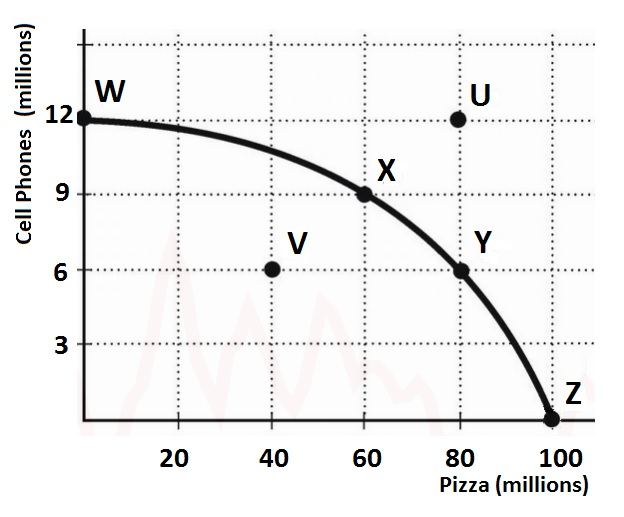 Cell Phones (millions)
W
12
U
X
9
V
Y
6
3
Z
20 40 60 80 100
Pizza (millions)